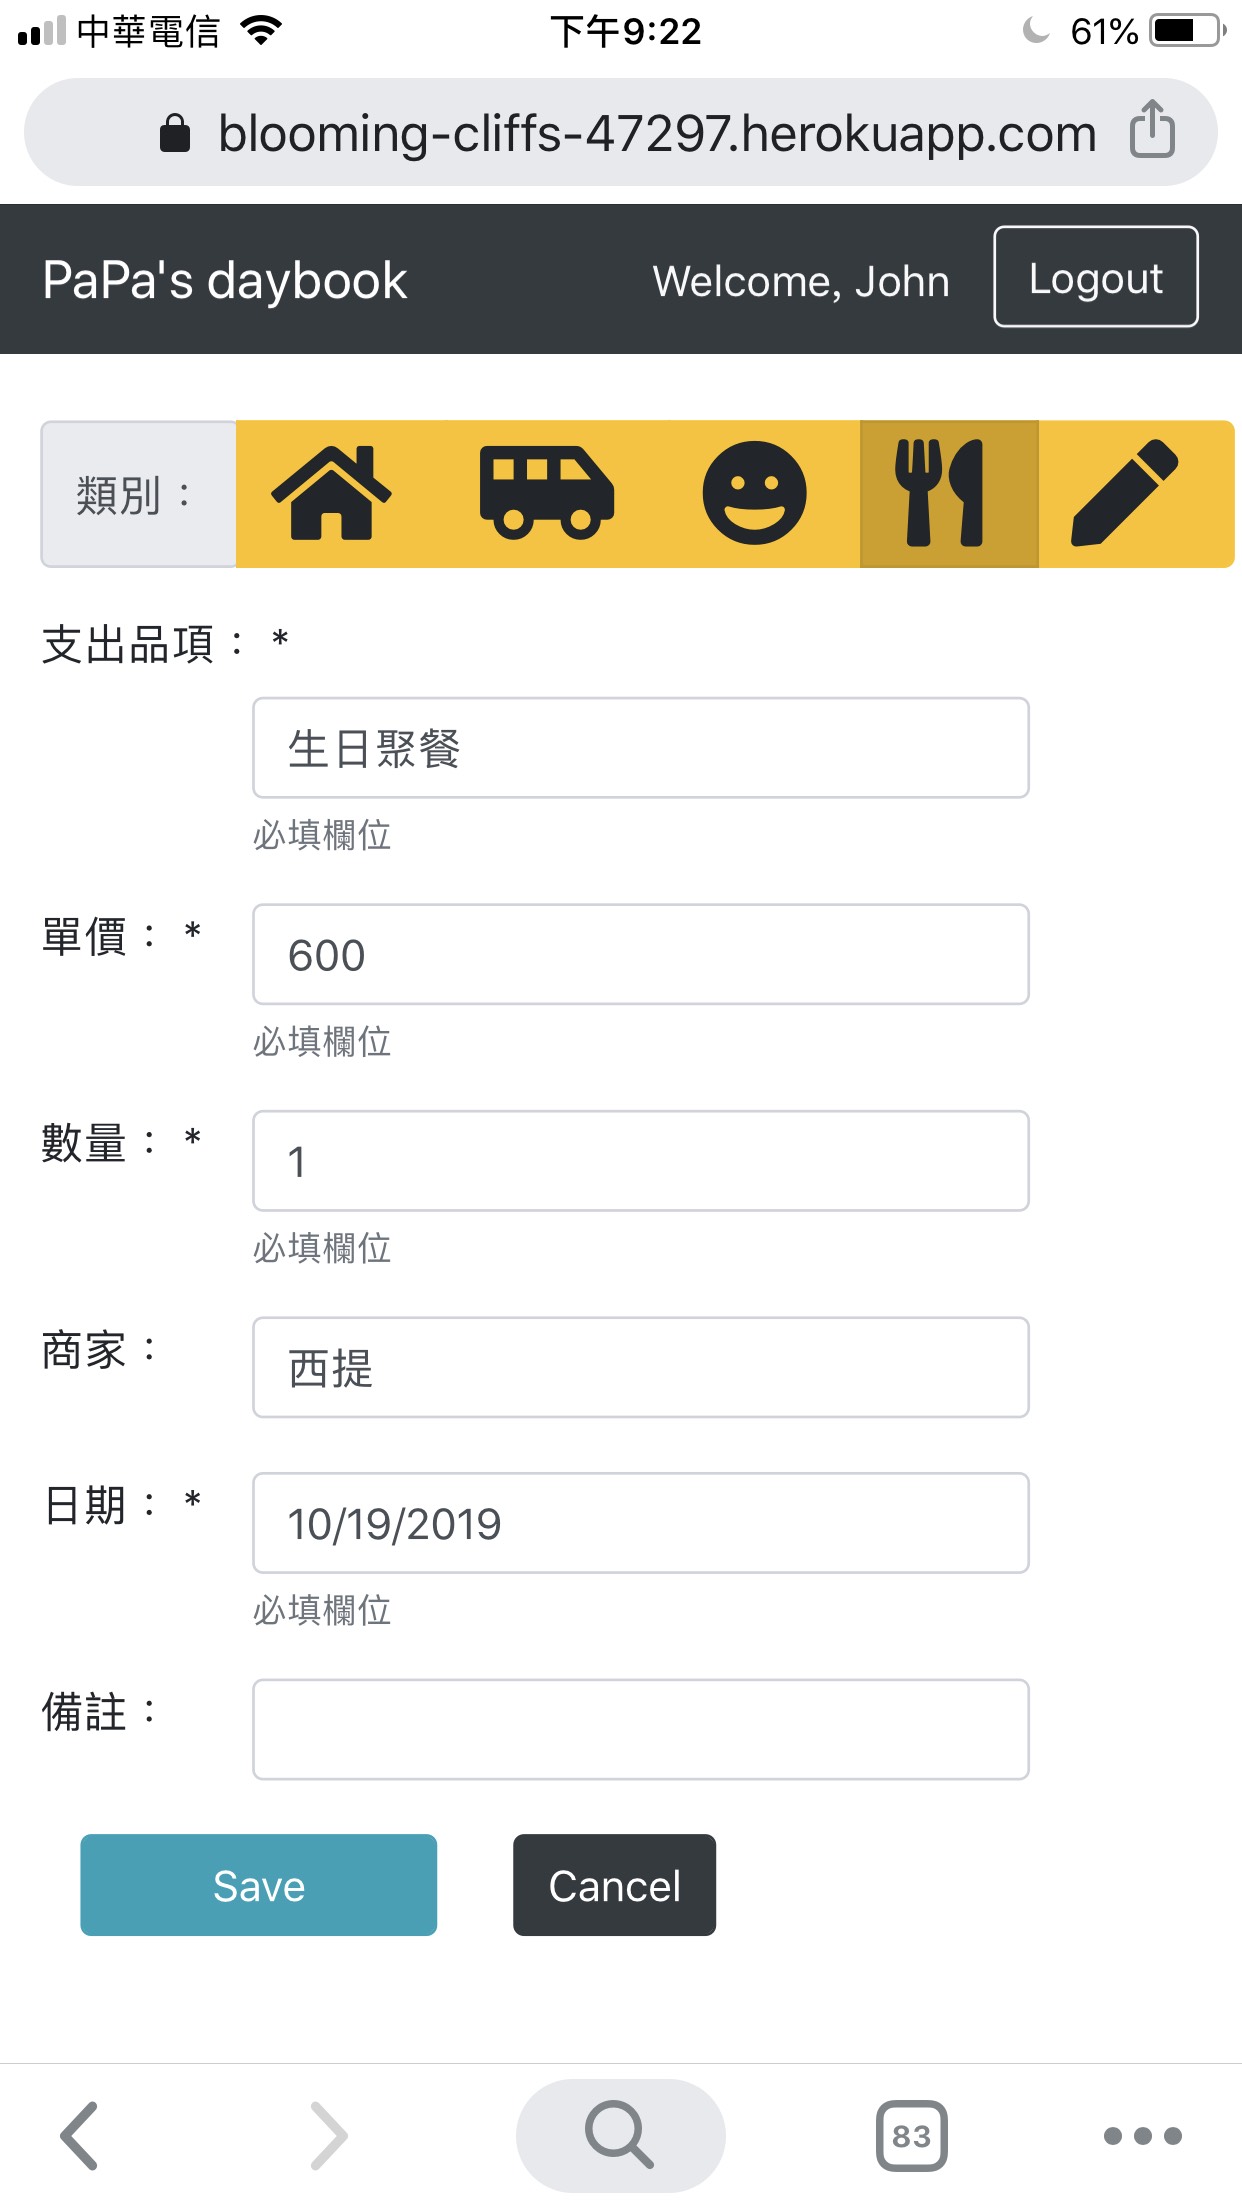 中華電信 下午9:22 61%
blooming-cliffs-47297.herokuapp.com
PaPa's daybook Welcome, John Logout
類別：
支出品項： *
生日聚餐
必填欄位
單價： * 600
必填欄位
數量： * 1
必填欄位
商家： 西提
日期： * 10/19/2019
必填欄位
備註：
Save Cancel
83